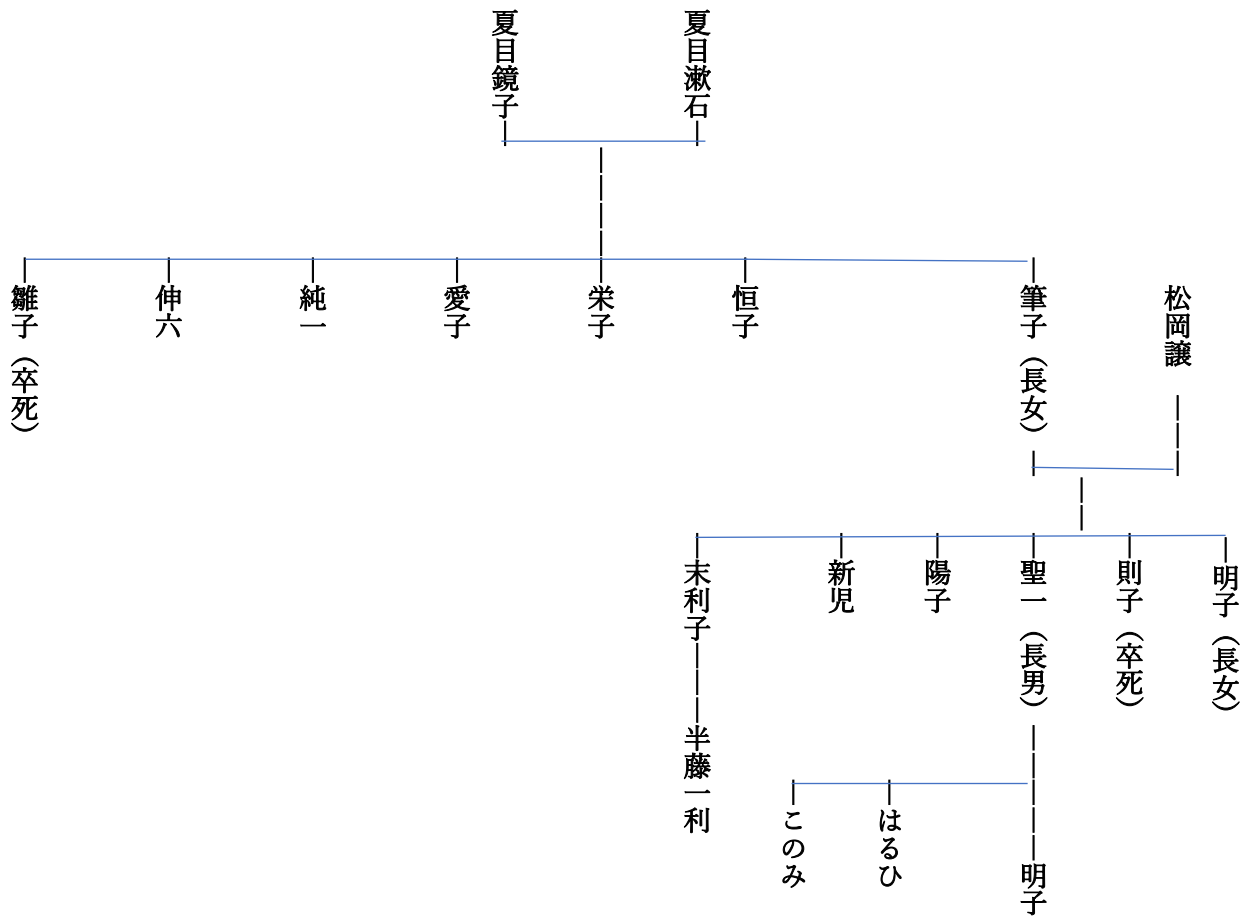 夏目漱石
夏目鏡子
松岡譲
筆子（長女）
恒子
栄子
愛子
純一
伸六
雛子（卒死）
明子（長女）
則子（卒死）
聖一（長男）
明子
陽子
新児
末利子
半藤一利
はるひ
このみ